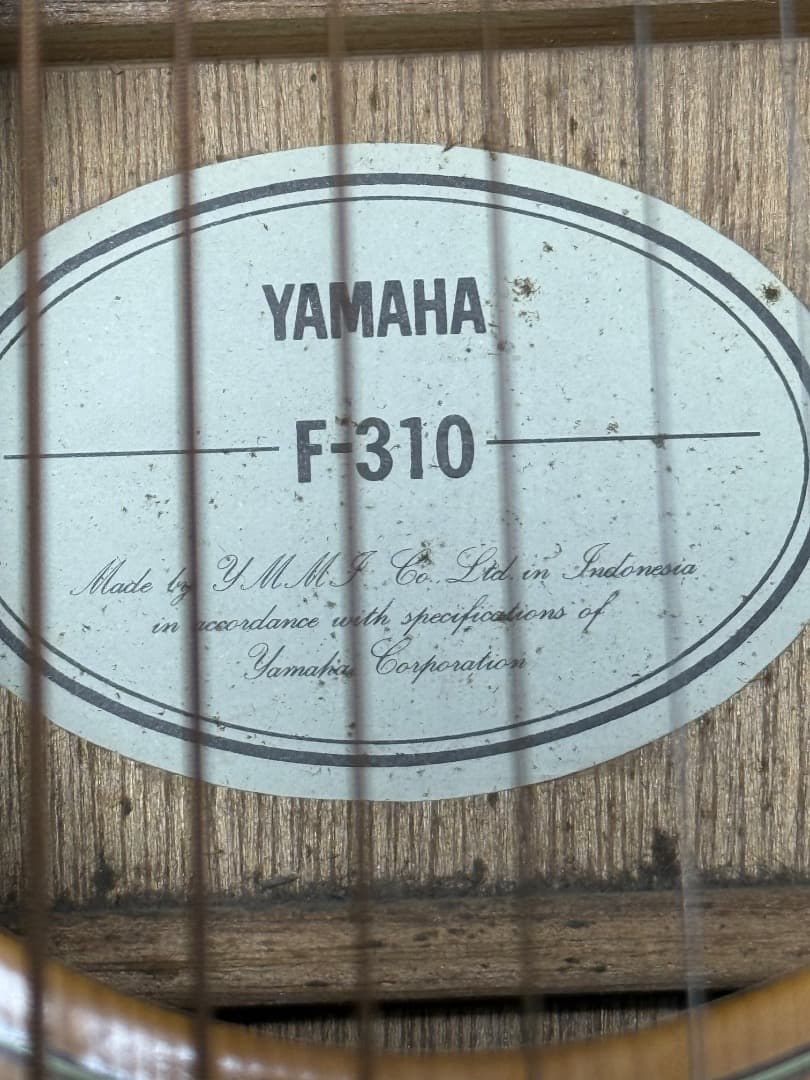 YAMAHA
F-310
Made by YMMI Co., Ltd. in Indonesia
in accordance with specifications of
Yamaha Corporation